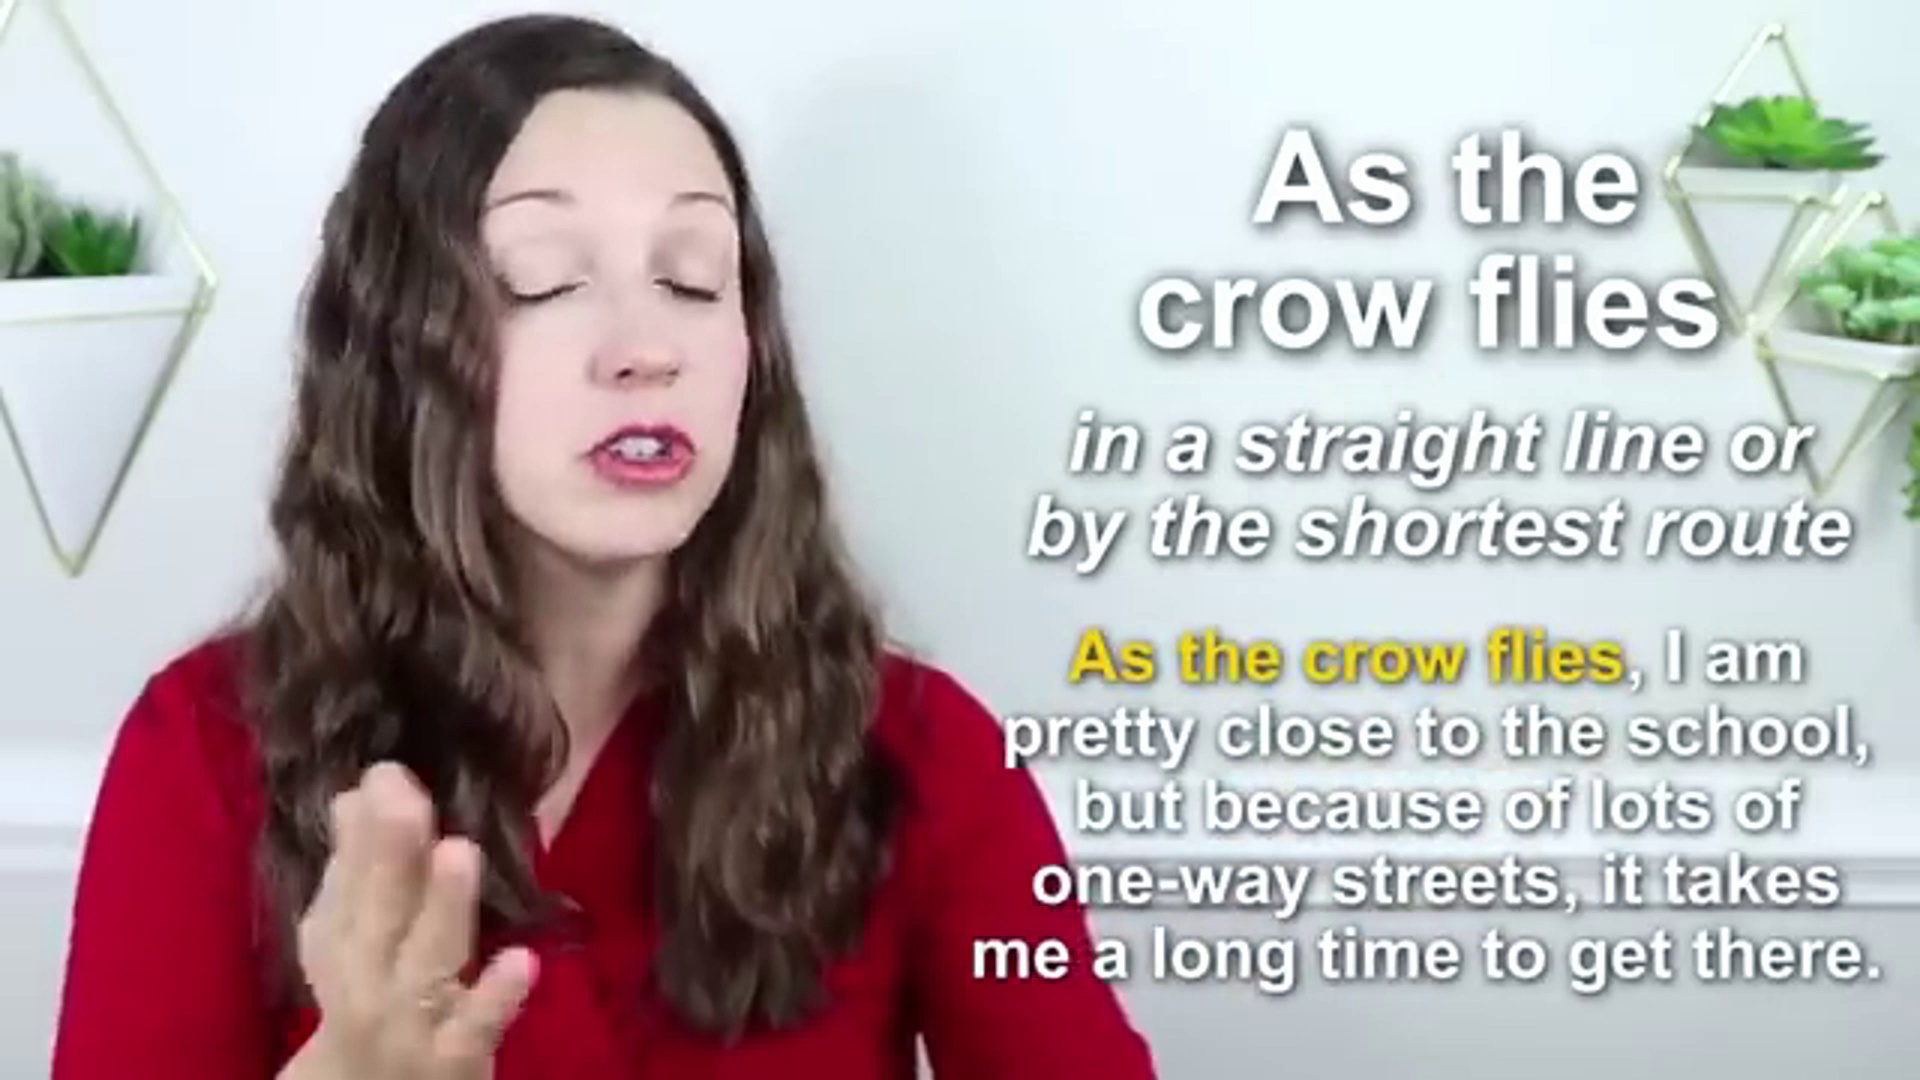 As the
crow flies
in a straight line or
by the shortest route
As the crow flies, I am
pretty close to the school,
but because of lots of
one-way streets, it takes
me a long time to get there.